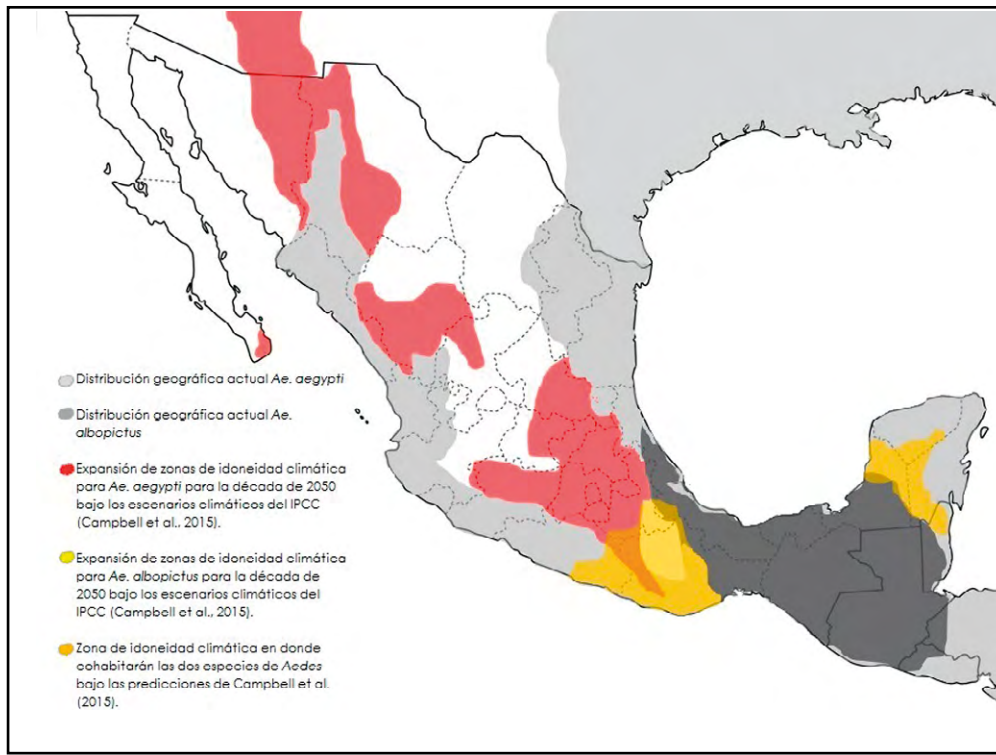 Distribución geográfica actual Ae. aegypti
Distribución geográfica actual Ae.
albopictus
Expansión de zonas de idoneidad climática
para Ae. aegypti para la década de 2050
bajo los escenarios climáticos del IPCC
(Campbell et al., 2015).
Expansión de zonas de idoneidad climática
para Ae. albopictus para la década de
2050 bajo los escenarios climáticos del
IPCC (Campbell et al., 2015).
Zona de idoneidad climática en donde
cohabitarán las dos especies de Aedes
bajo las predicciones de Campbell et al.
(2015).